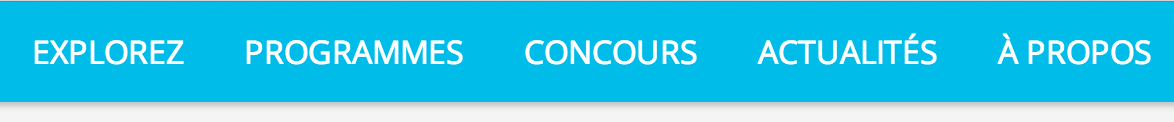 EXPLOREZ PROGRAMMES CONCOURS ACTUALITÉS À PROPOS